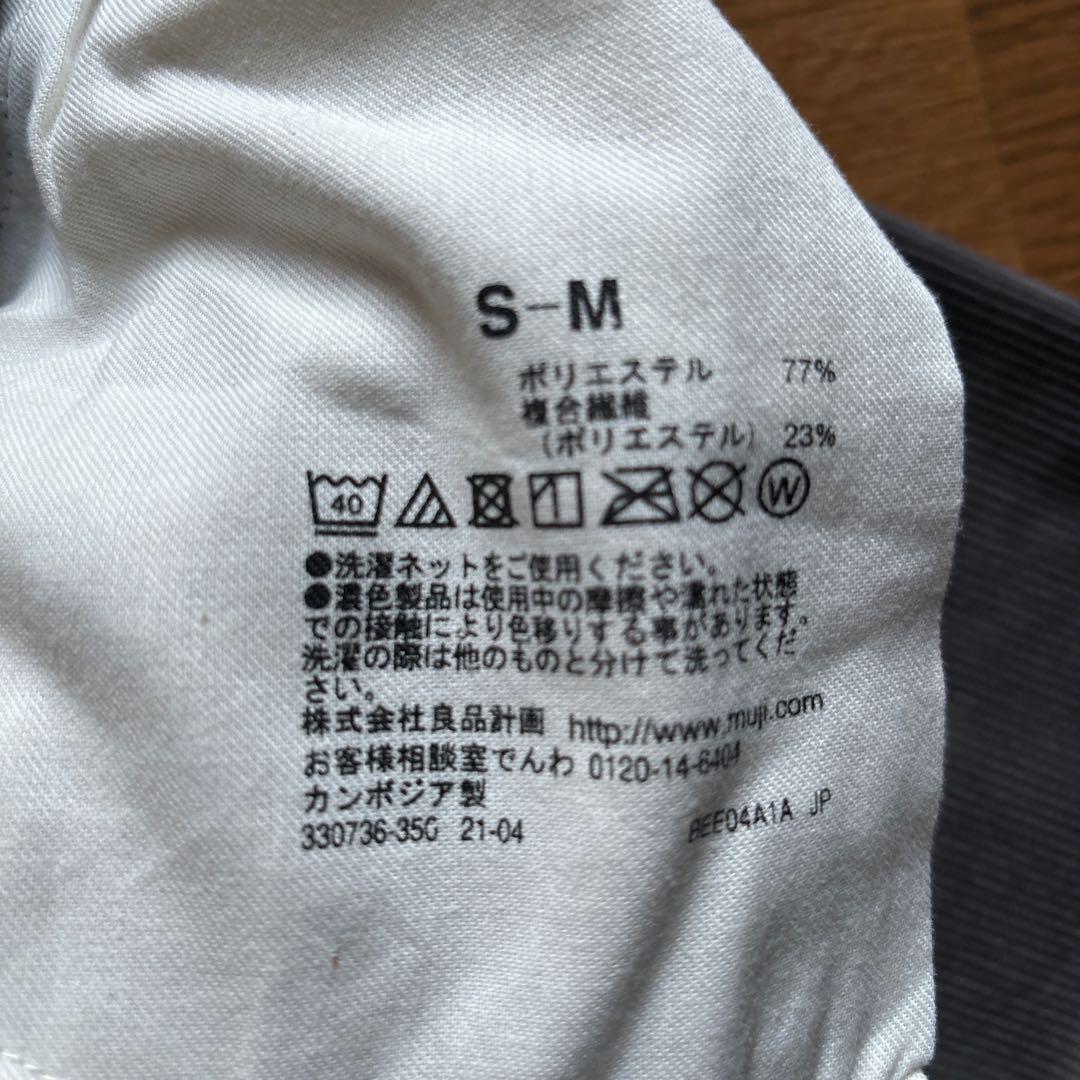 S-M
ポリエステル 77%
複合繊維
(ポリエステル) 23%
40
W
●洗濯ネットをご使用ください。
●濃色製品は使用中の摩擦や濡れた状態
での接触により色移りする事があります。
洗濯の際は他のものと分けて洗ってくだ
さい。
株式会社良品計画 http://www.muji.com
お客様相談室でんわ 0120-14-6404
カンボジア製
330736-350 21-04 BEE04A1A JP